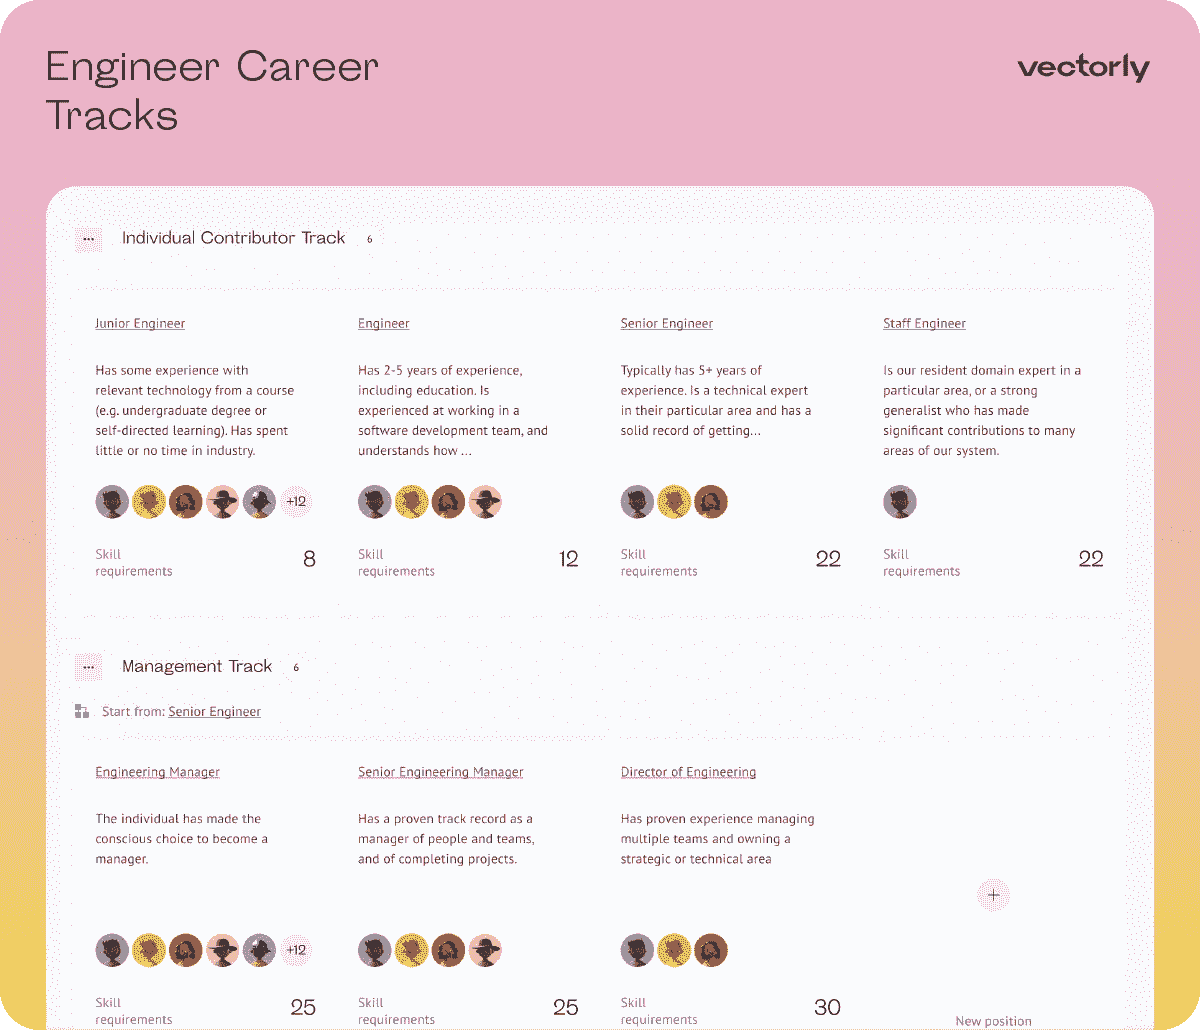 Engineer Career
Tracks
vectorly
••• Individual Contributor Track 6
Junior Engineer
Has some experience with
relevant technology from a course
(e.g. undergraduate degree or
self-directed learning). Has spent
little or no time in industry.
+12
Skill
requirements
8
Engineer
Has 2-5 years of experience,
including education. Is
experienced at working in a
software development team, and
understands how ...
Skill
requirements
12
Senior Engineer
Typically has 5+ years of
experience. Is a technical expert
in their particular area and has a
solid record of getting...
Skill
requirements
22
Staff Engineer
Is our resident domain expert in a
particular area, or a strong
generalist who has made
significant contributions to many
areas of our system.
Skill
requirements
22
••• Management Track 6
Start from: Senior Engineer
Engineering Manager
The individual has made the
conscious choice to become a
manager.
+12
Skill
requirements
25
Senior Engineering Manager
Has a proven track record as a
manager of people and teams,
and of completing projects.
Skill
requirements
25
Director of Engineering
Has proven experience managing
multiple teams and owning a
strategic or technical area
Skill
requirements
30
+
New position